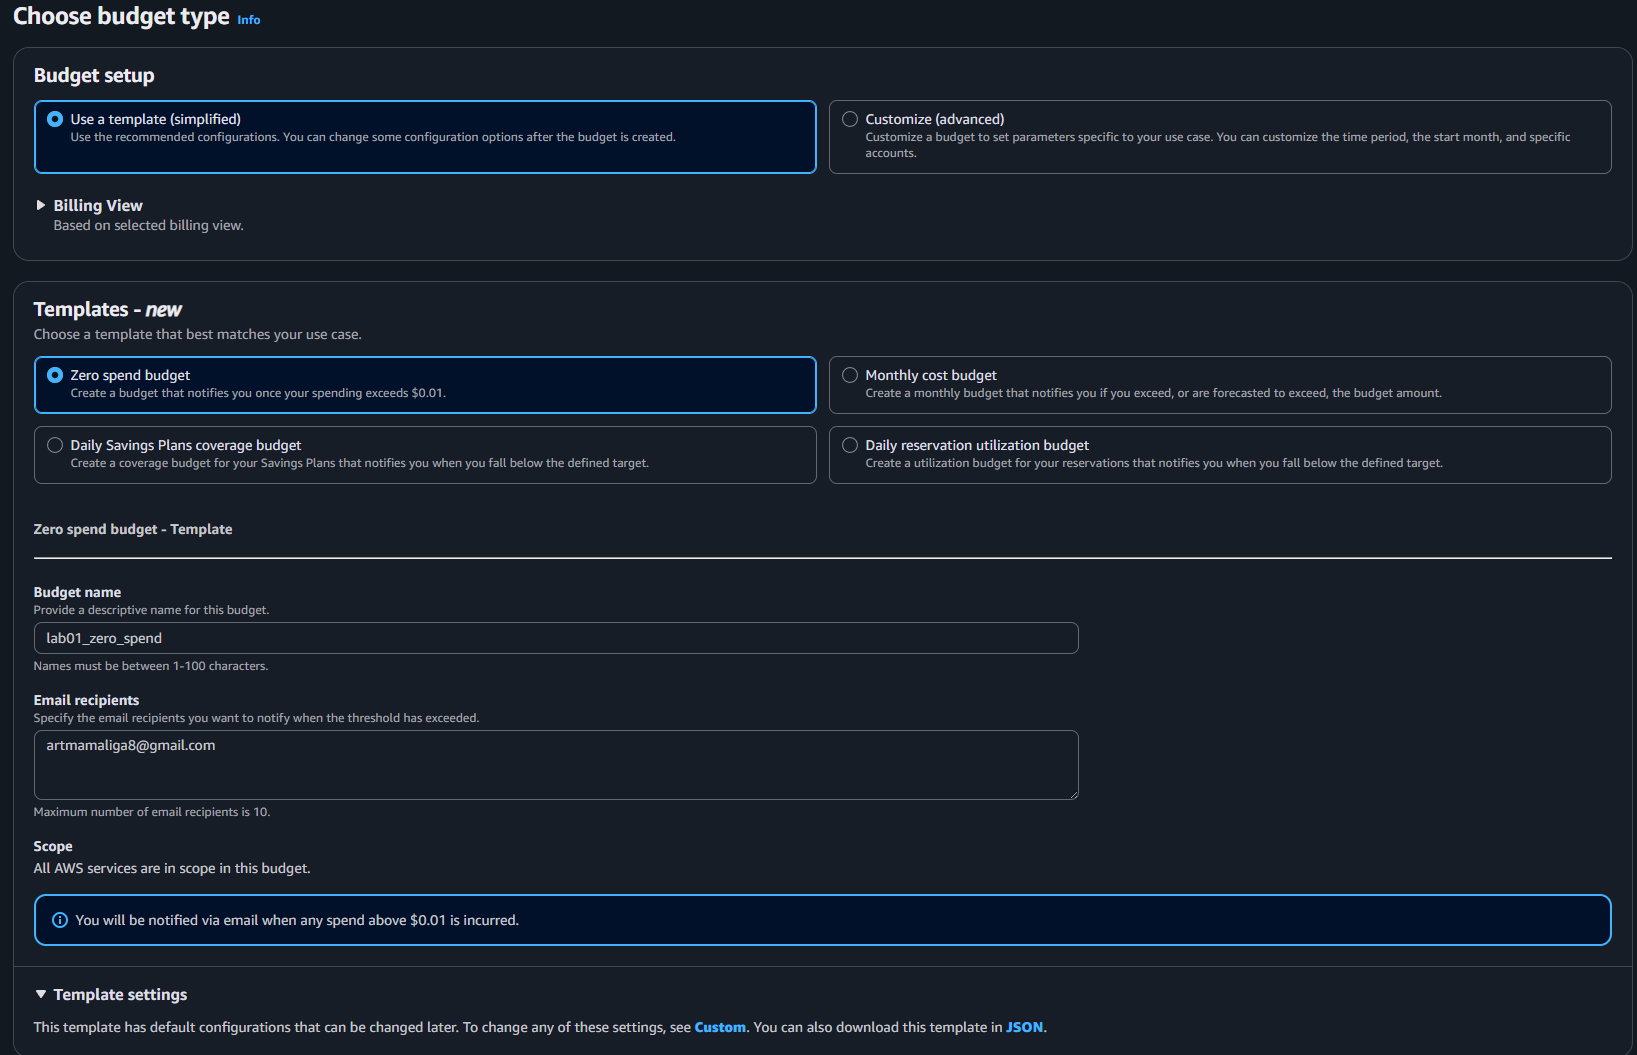 Choose budget type Info
Budget setup
Use a template (simplified)
Use the recommended configurations. You can change some configuration options after the budget is created.
Customize (advanced)
Customize a budget to set parameters specific to your use case. You can customize the time period, the start month, and specific
accounts.
Billing View
Based on selected billing view.
Templates - new
Choose a template that best matches your use case.
Zero spend budget
Create a budget that notifies you once your spending exceeds $0.01.
Monthly cost budget
Create a monthly budget that notifies you if you exceed, or are forecasted to exceed, the budget amount.
Daily Savings Plans coverage budget
Create a coverage budget for your Savings Plans that notifies you when you fall below the defined target.
Daily reservation utilization budget
Create a utilization budget for your reservations that notifies you when you fall below the defined target.
Zero spend budget - Template
Budget name
Provide a descriptive name for this budget.
lab01_zero_spend
Names must be between 1-100 characters.
Email recipients
Specify the email recipients you want to notify when the threshold has exceeded.
artmamaliga8@gmail.com
Maximum number of email recipients is 10.
Scope
All AWS services are in scope in this budget.
You will be notified via email when any spend above $0.01 is incurred.
Template settings
This template has default configurations that can be changed later. To change any of these settings, see Custom. You can also download this template in JSON.